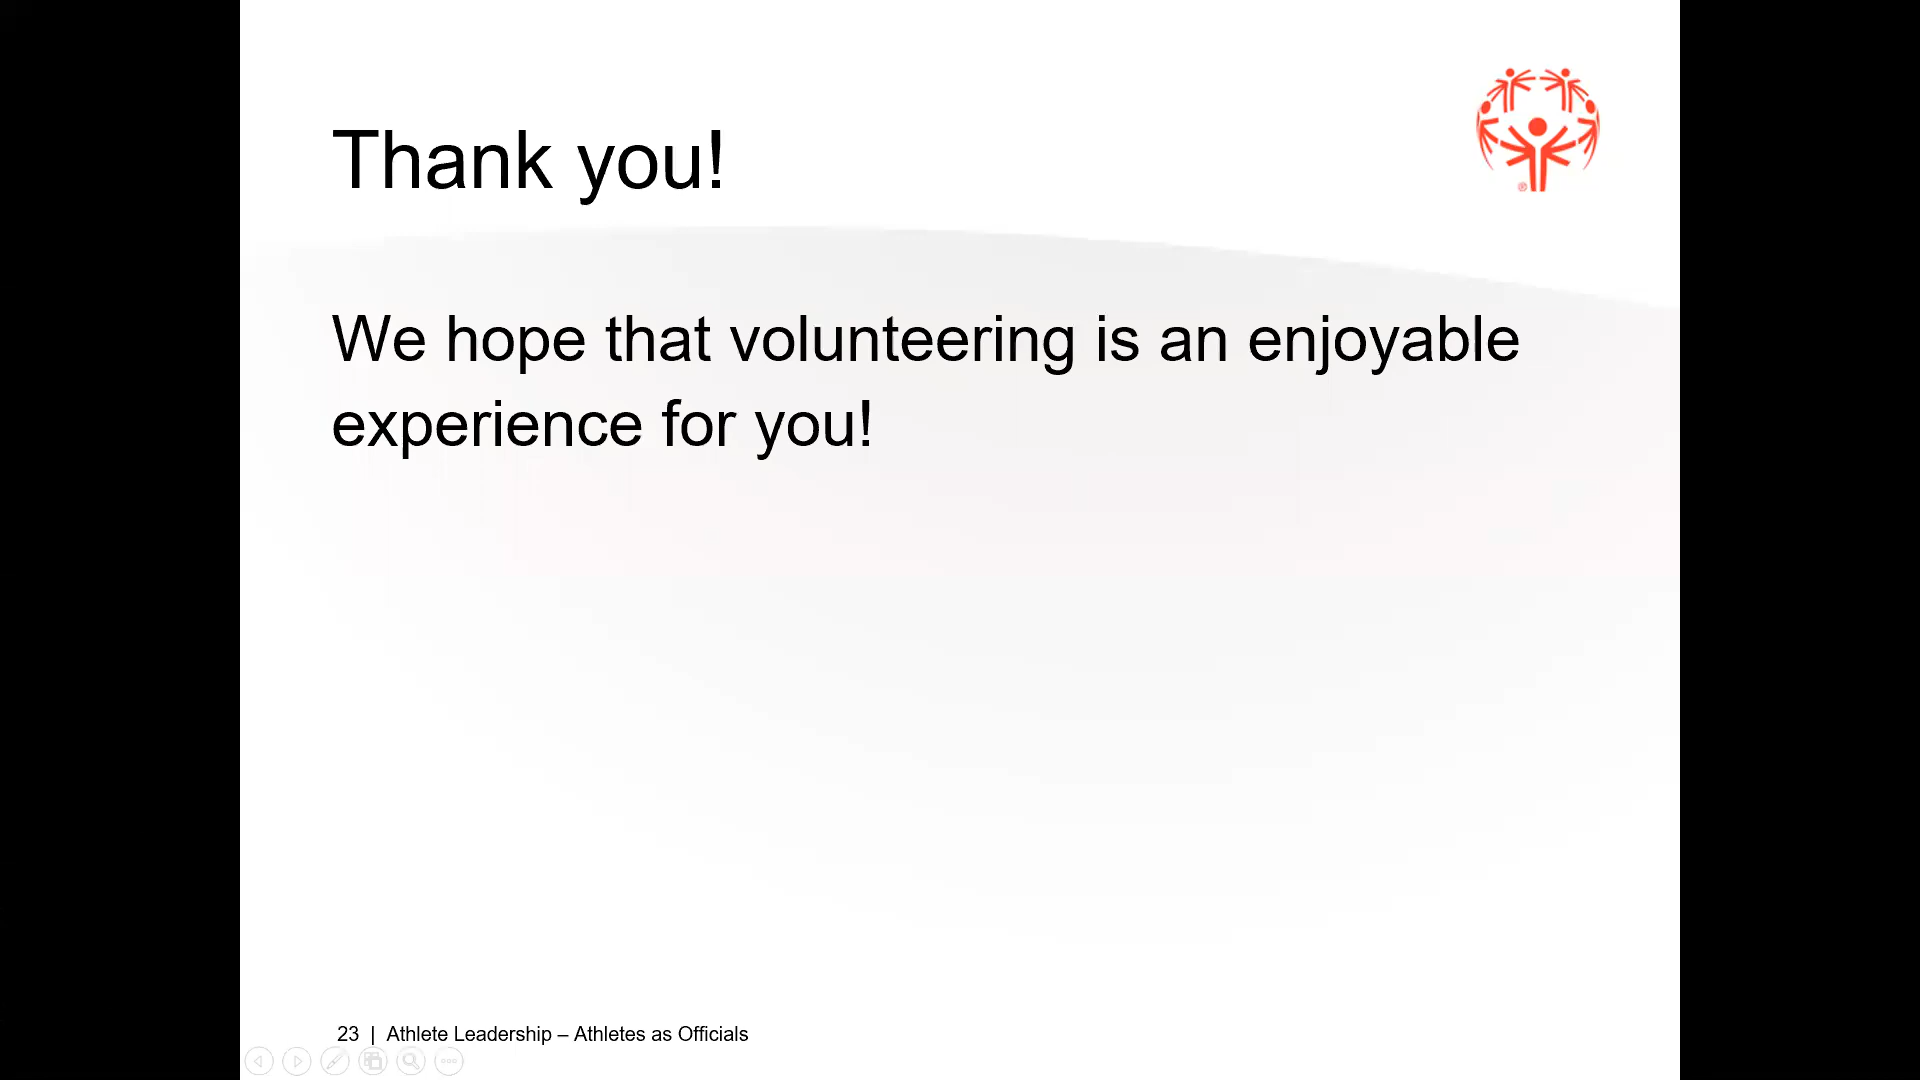 Thank you!
We hope that volunteering is an enjoyable
experience for you!
23 | Athlete Leadership – Athletes as Officials